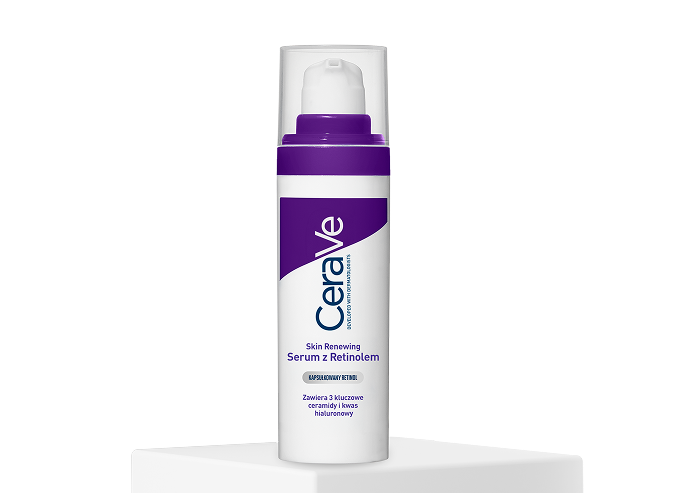 CeraVe
DEVELOPED WITH DERMATOLOGISTS
Skin Renewing
Serum z Retinolem
KAPSUŁKOWANY RETINOL
Zawiera 3 kluczowe
ceramidy i kwas
hialuronowy